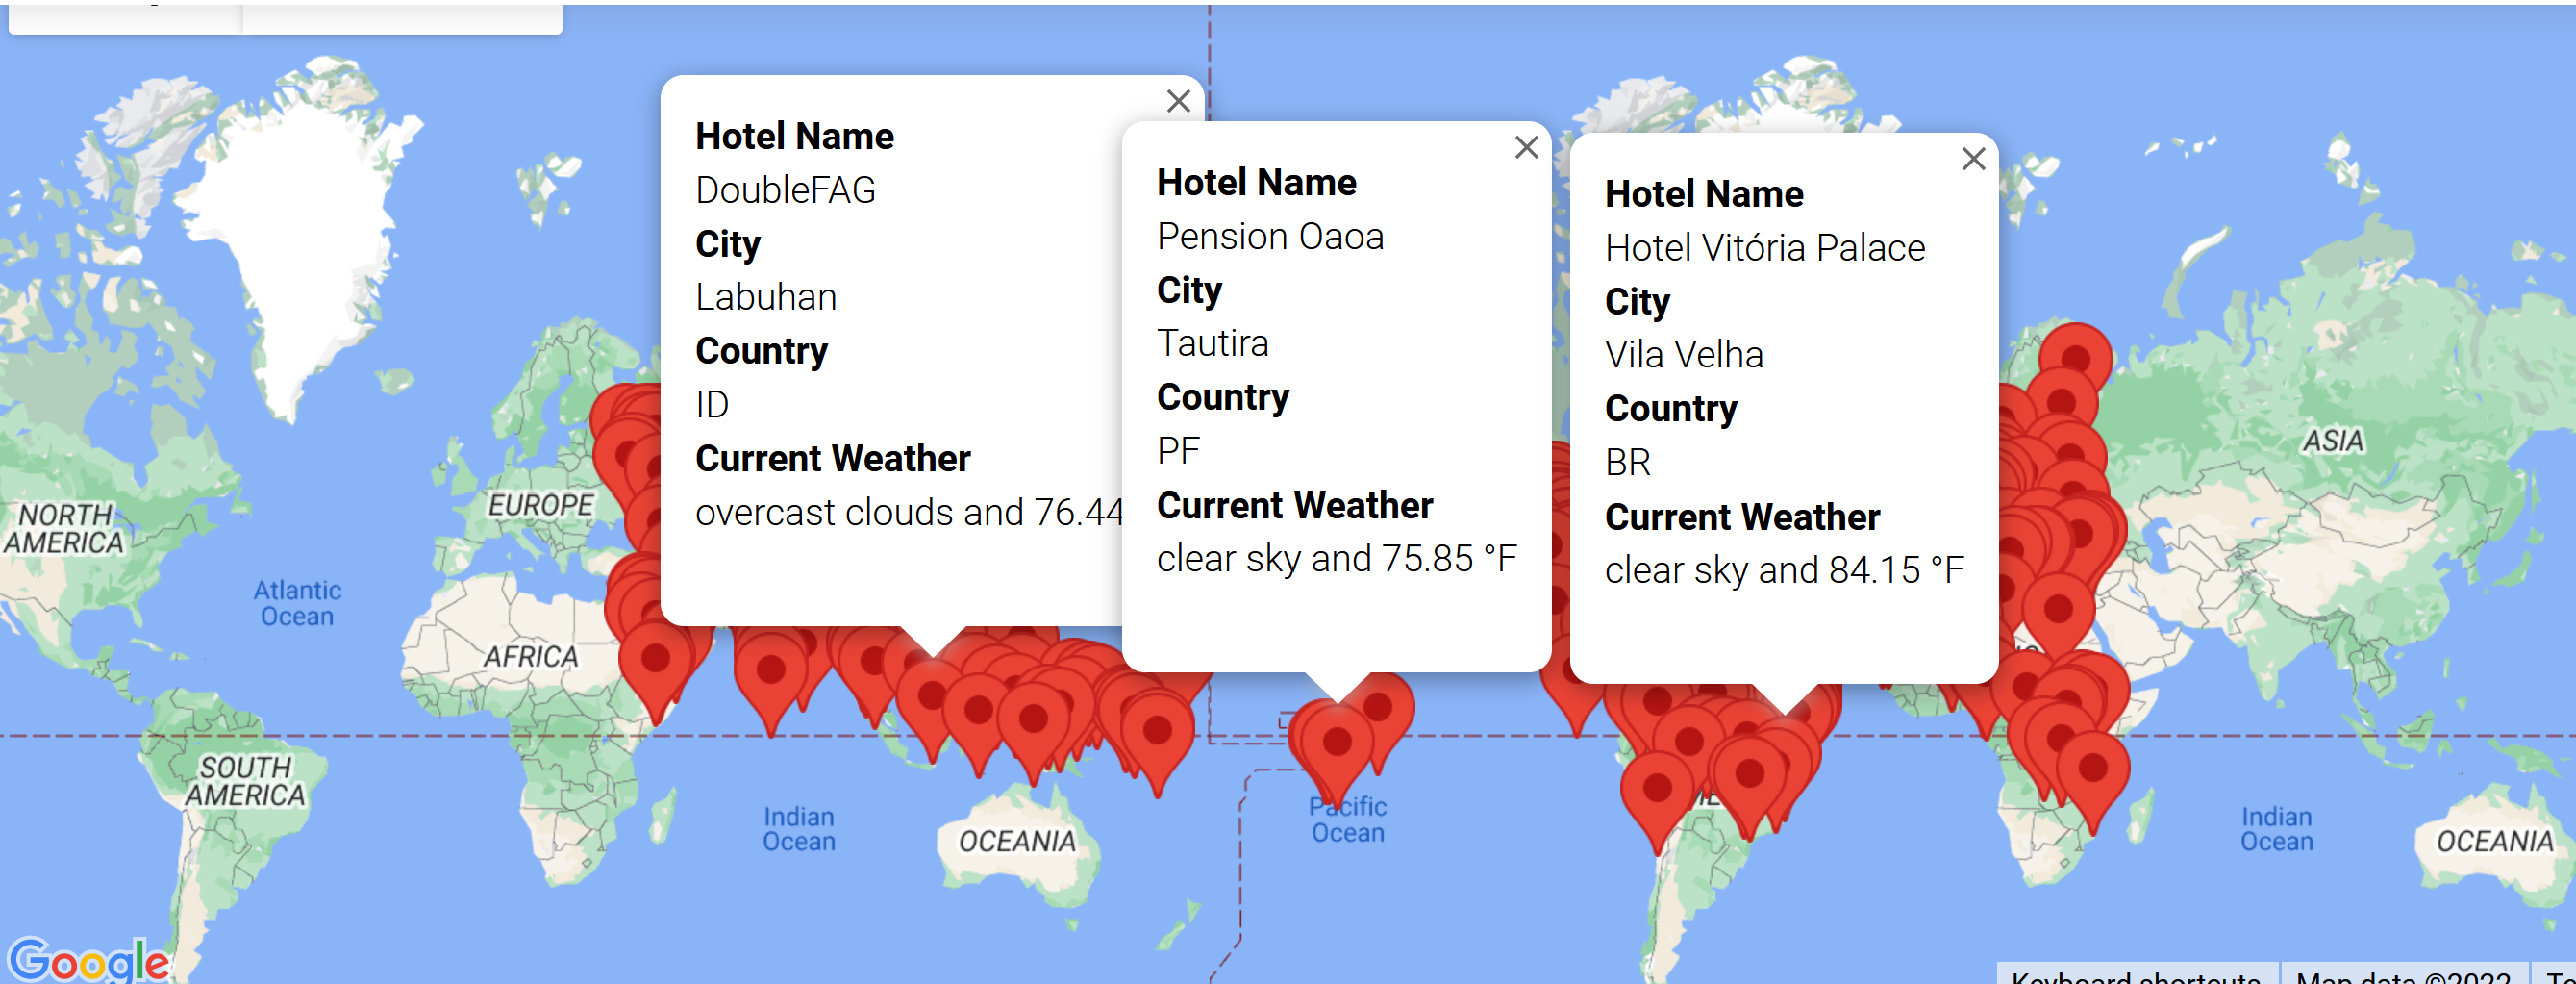 Hotel Name
DoubleFAG
City
Labuhan
Country
ID
Current Weather
overcast clouds and 76.44
Hotel Name
Pension Oaoa
City
Tautira
Country
PF
Current Weather
clear sky and 75.85 °F
Hotel Name
Hotel Vitória Palace
City
Vila Velha
Country
BR
Current Weather
clear sky and 84.15 °F
NORTH
AMERICA
Atlantic
Ocean
EUROPE
AFRICA
SOUTH
AMERICA
Indian
Ocean
OCEANIA
Pacific
Ocean
ASIA
Indian
Ocean
OCEANIA
Google
Keyboard shortcuts
Map data ©2022